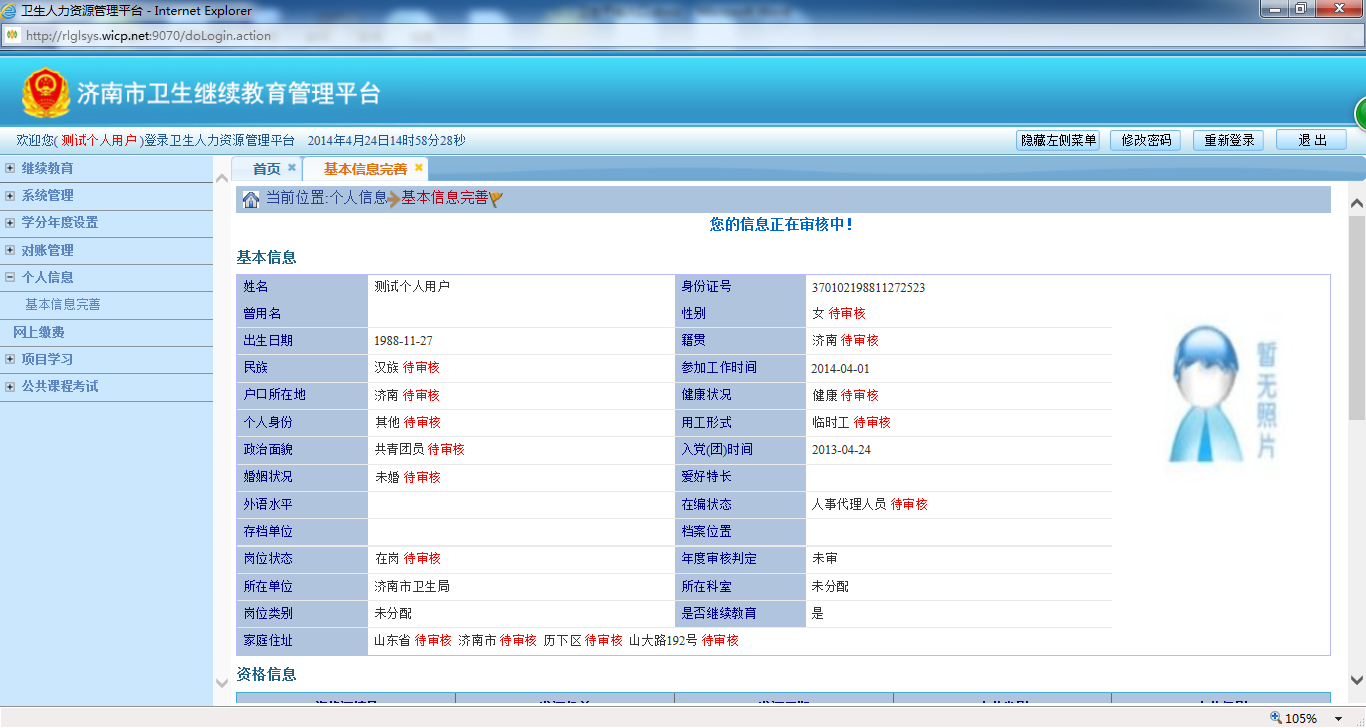 卫生人力资源管理平台 - Internet Explorer
http://rlglsys.wicp.net:9070/doLogin.action
济南市卫生继续教育管理平台
欢迎您( 测试个人用户 )登录卫生人力资源管理平台 2014年4月24日14时58分28秒
隐藏左侧菜单 修改密码 重新登录 退 出
继续教育
系统管理
学分年度设置
对账管理
个人信息
基本信息完善
网上缴费
项目学习
公共课程考试
首页 基本信息完善
当前位置:个人信息 基本信息完善
您的信息正在审核中!
基本信息
姓名 测试个人用户 身份证号 370102198811272523
曾用名 性别 女 待审核
出生日期 1988-11-27 籍贯 济南 待审核
民族 汉族 待审核 参加工作时间 2014-04-01
户口所在地 济南 待审核 健康状况 健康 待审核
个人身份 其他 待审核 用工形式 临时工 待审核
政治面貌 共青团员 待审核 入党(团)时间 2013-04-24
婚姻状况 未婚 待审核 爱好特长
外语水平 在编状态 人事代理人员 待审核
存档单位 档案位置
岗位状态 在岗 待审核 年度审核判定 未审
所在单位 济南市卫生局 所在科室 未分配
岗位类别 未分配 是否继续教育 是
家庭住址 山东省 待审核 济南市 待审核 历下区 待审核 山大路192号 待审核
暂无照片
资格信息
105%